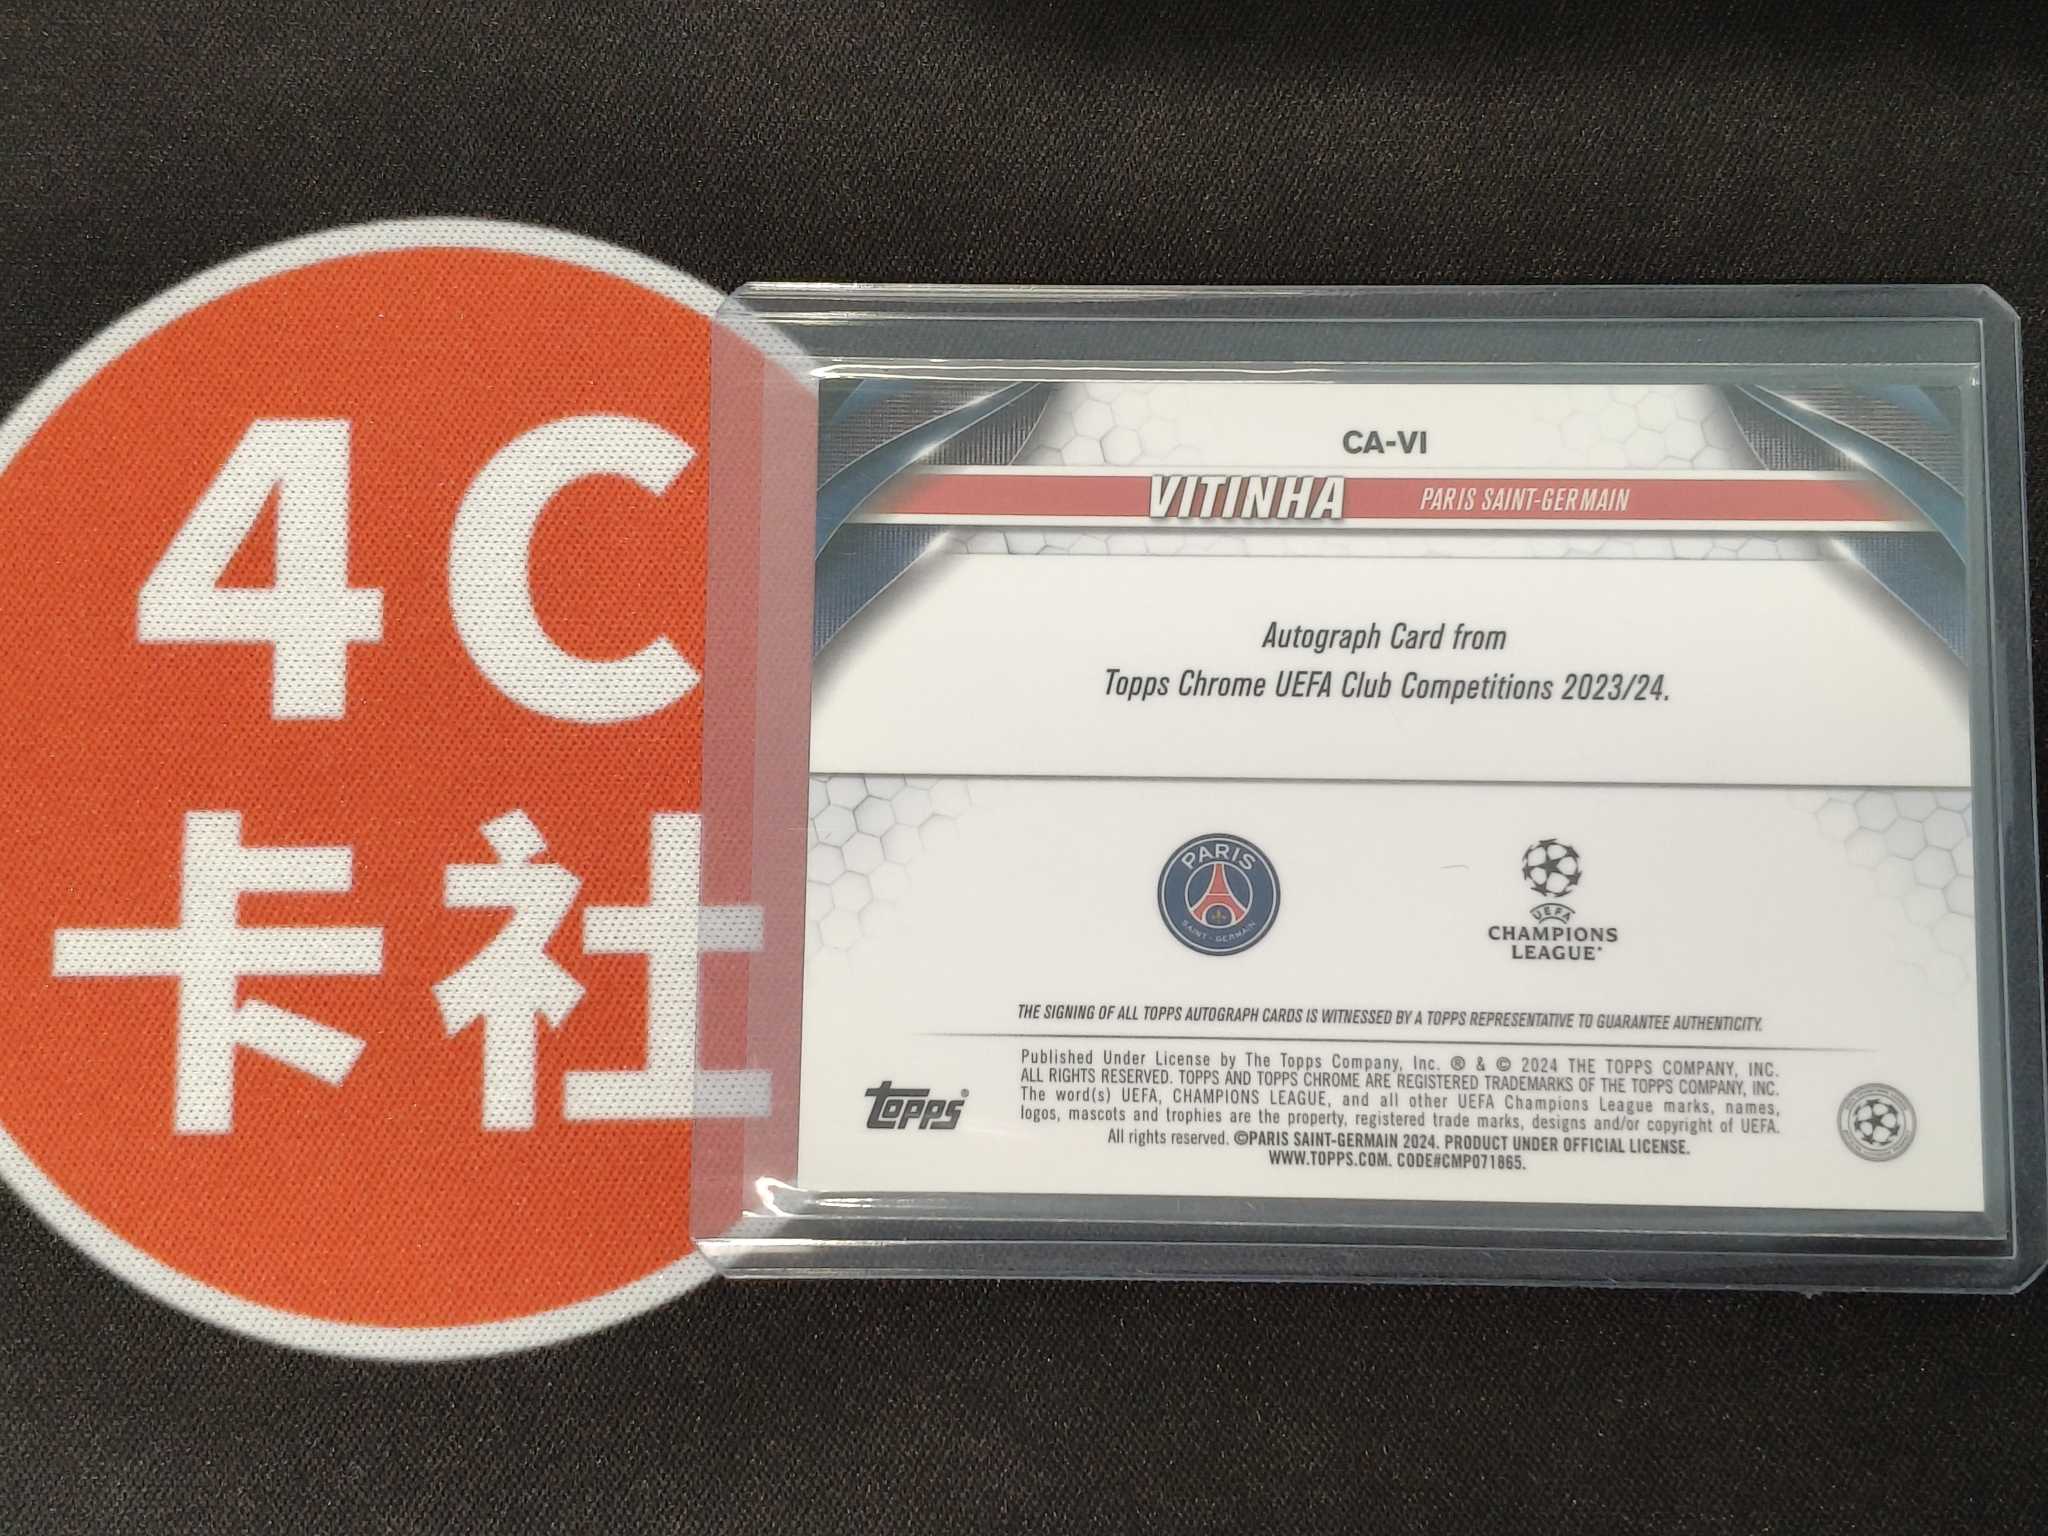 4C
卡社
CA-VI
VITINHA PARIS SAINT-GERMAIN
Autograph Card from
Topps Chrome UEFA Club Competitions 2023/24.
PARIS
SAINT-GERMAIN
UEFA
CHAMPIONS
LEAGUE
THE SIGNING OF ALL TOPPS AUTOGRAPH CARDS IS WITNESSED BY A TOPPS REPRESENTATIVE TO GUARANTEE AUTHENTICITY.
Published Under License by The Topps Company, Inc. ® & © 2024 THE TOPPS COMPANY, INC.
ALL RIGHTS RESERVED. TOPPS AND TOPPS CHROME ARE REGISTERED TRADEMARKS OF THE TOPPS COMPANY, INC.
The word(s) UEFA, CHAMPIONS LEAGUE, and all other UEFA Champions League marks, names,
logos, mascots and trophies are the property, registered trade marks, designs and/or copyright of UEFA.
All rights reserved. ©PARIS SAINT-GERMAIN 2024. PRODUCT UNDER OFFICIAL LICENSE.
WWW.TOPPS.COM. CODE#CMP071865.
Topps®